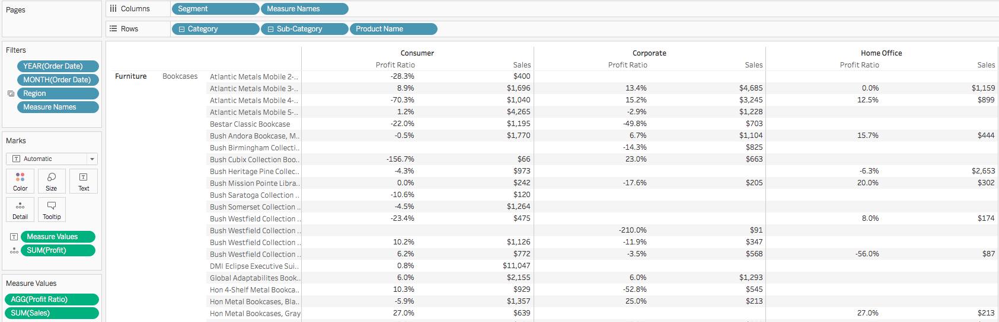 Pages
Columns Segment Measure Names
Rows Category Sub-Category Product Name
Filters
YEAR(Order Date)
MONTH(Order Date)
Region
Measure Names
Marks
Automatic
Color Size Text
Detail Tooltip
Measure Values
SUM(Profit)
Measure Values
AGG(Profit Ratio)
SUM(Sales)
Consumer Corporate Home Office
Profit Ratio Sales Profit Ratio Sales Profit Ratio Sales
Furniture Bookcases Atlantic Metals Mobile 2-.. -28.3% $400
Atlantic Metals Mobile 3-.. 8.9% $1,696 13.4% $4,685 0.0% $1,159
Atlantic Metals Mobile 4-.. -70.3% $1,040 15.2% $3,245 12.5% $899
Atlantic Metals Mobile 5-.. 1.2% $4,265 -2.9% $1,228
Bestar Classic Bookcase -22.0% $1,195 -49.8% $703
Bush Andora Bookcase, M.. -0.5% $1,770 6.7% $1,104 15.7% $444
Bush Birmingham Collecti.. -14.3% $825
Bush Cubix Collection Boo.. -156.7% $66 23.0% $663
Bush Heritage Pine Collec.. -4.3% $973 -6.3% $2,653
Bush Mission Pointe Libra.. 0.0% $242 -17.6% $205 20.0% $302
Bush Saratoga Collection .. -10.6% $120
Bush Somerset Collection .. -4.5% $1,264
Bush Westfield Collection .. -23.4% $475 8.0% $174
Bush Westfield Collection .. -210.0% $91
Bush Westfield Collection .. 10.2% $1,126 -11.9% $347
Bush Westfield Collection .. 6.2% $772 -3.5% $568 -56.0% $87
DMI Eclipse Executive Sui.. 0.8% $11,047
Global Adaptabilites Book.. 6.0% $2,155 6.0% $1,293
Hon 4-Shelf Metal Bookca.. 10.3% $929 -52.8% $545
Hon Metal Bookcases, Bla.. -5.9% $1,357 25.0% $213
Hon Metal Bookcases, Gray 27.0% $639 27.0% $213